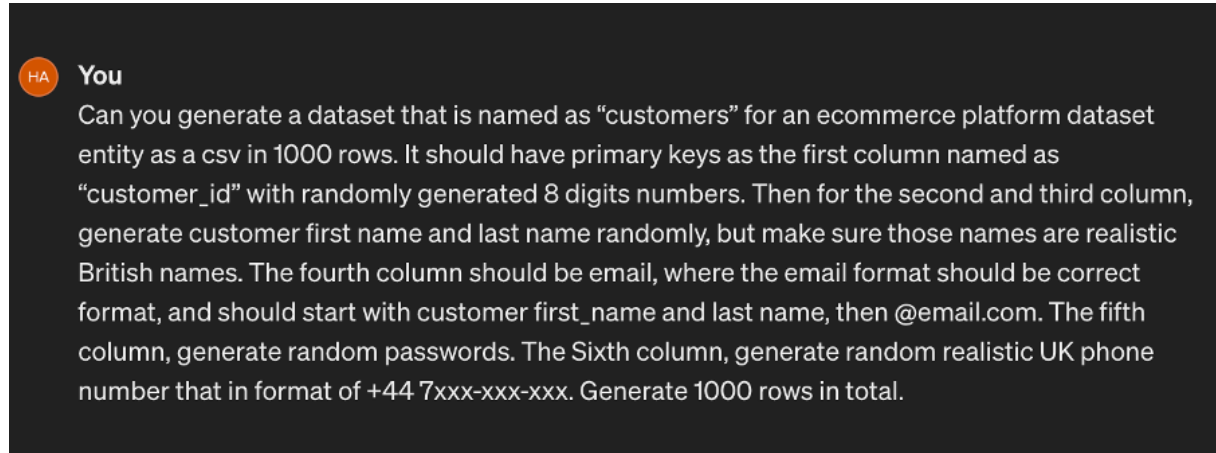 HA
You
Can you generate a dataset that is named as “customers” for an ecommerce platform dataset
entity as a csv in 1000 rows. It should have primary keys as the first column named as
“customer_id” with randomly generated 8 digits numbers. Then for the second and third column,
generate customer first name and last name randomly, but make sure those names are realistic
British names. The fourth column should be email, where the email format should be correct
format, and should start with customer first_name and last name, then @email.com. The fifth
column, generate random passwords. The Sixth column, generate random realistic UK phone
number that in format of +44 7xxx-xxx-xxx. Generate 1000 rows in total.